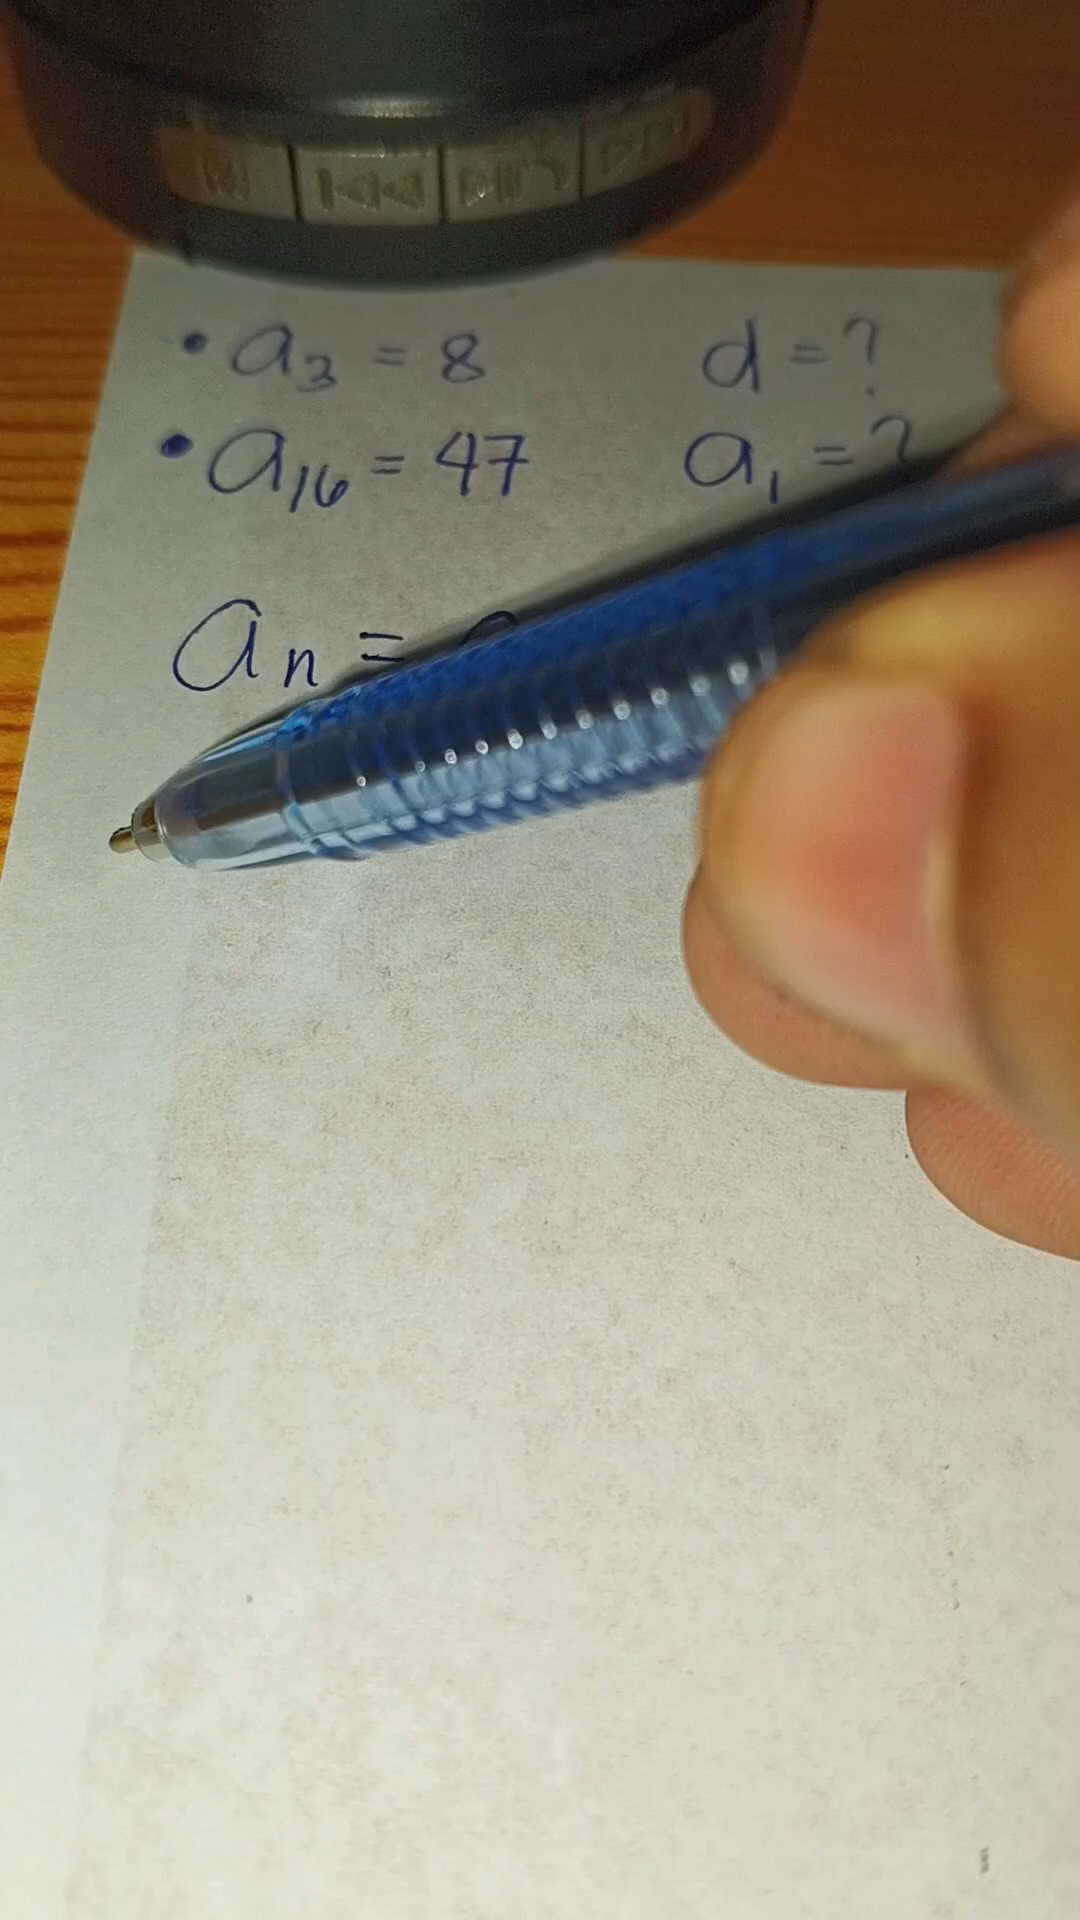 • a₃ = 8 d = ?
• a₁₆ = 47 a₁ = ?
aₙ =